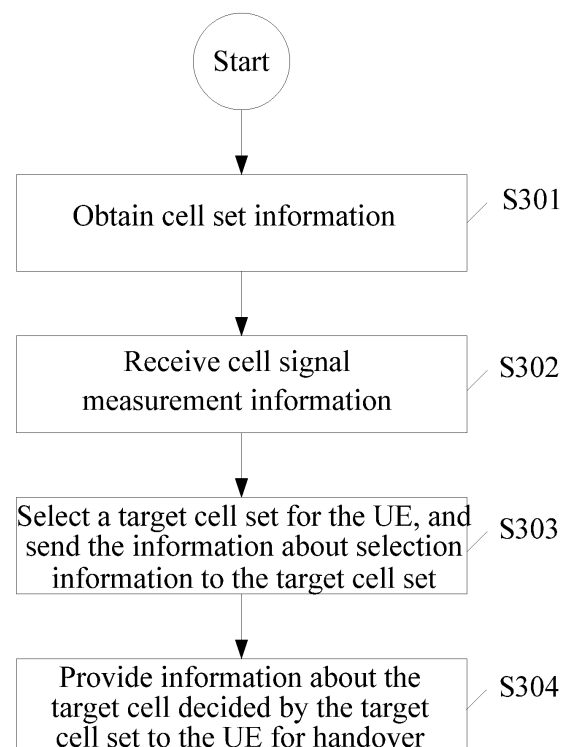 Start
Obtain cell set information
S301
Receive cell signal
measurement information
S302
Select a target cell set for the UE, and
send the information about selection
information to the target cell set
S303
Provide information about the
target cell decided by the target
cell set to the UE for handover
S304